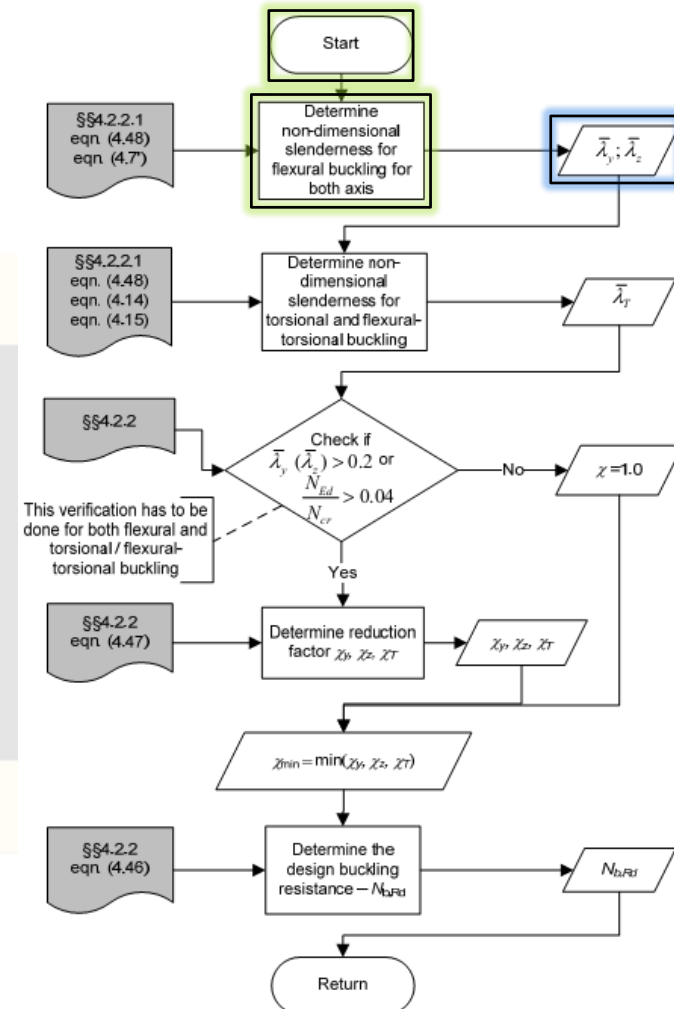 Start
§§4.2.2.1
eqn. (4.48)
eqn. (4.7')
Determine
non-dimensional
slenderness for
flexural buckling for
both axis
λ̅y; λ̅z
§§4.2.2.1
eqn. (4.48)
eqn. (4.14)
eqn. (4.15)
Determine non-
dimensional
slenderness for
torsional and flexural-
torsional buckling
λ̅T
§§4.2.2
Check if
λ̅y (λ̅z) > 0.2 or
NEd
Ncr
> 0.04
No
χ =1.0
This verification has to be
done for both flexural and
torsional / flexural-
torsional buckling
Yes
§§4.2.2
eqn. (4.47)
Determine reduction
factor χy, χz, χT
χy, χz, χT
χmin = min(χy, χz, χT)
§§4.2.2
eqn. (4.46)
Determine the
design buckling
resistance – Nb,Rd
Nb,Rd
Return